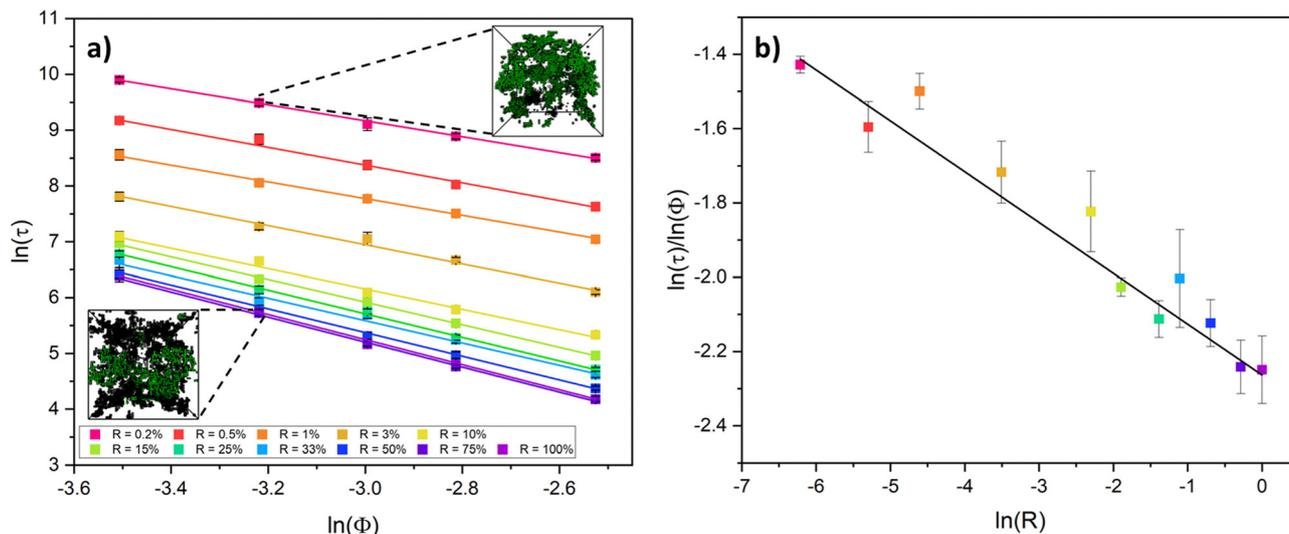 a)
11
10
9
8
7
6
5
4
3
ln(τ)
R = 0.2% R = 0.5% R = 1% R = 3% R = 10%
R = 15% R = 25% R = 33% R = 50% R = 75% R = 100%
-3.6 -3.4 -3.2 -3.0 -2.8 -2.6
ln(Φ)
b)
-1.4
-1.6
-1.8
-2.0
-2.2
-2.4
ln(τ)/ln(Φ)
-7 -6 -5 -4 -3 -2 -1 0
ln(R)